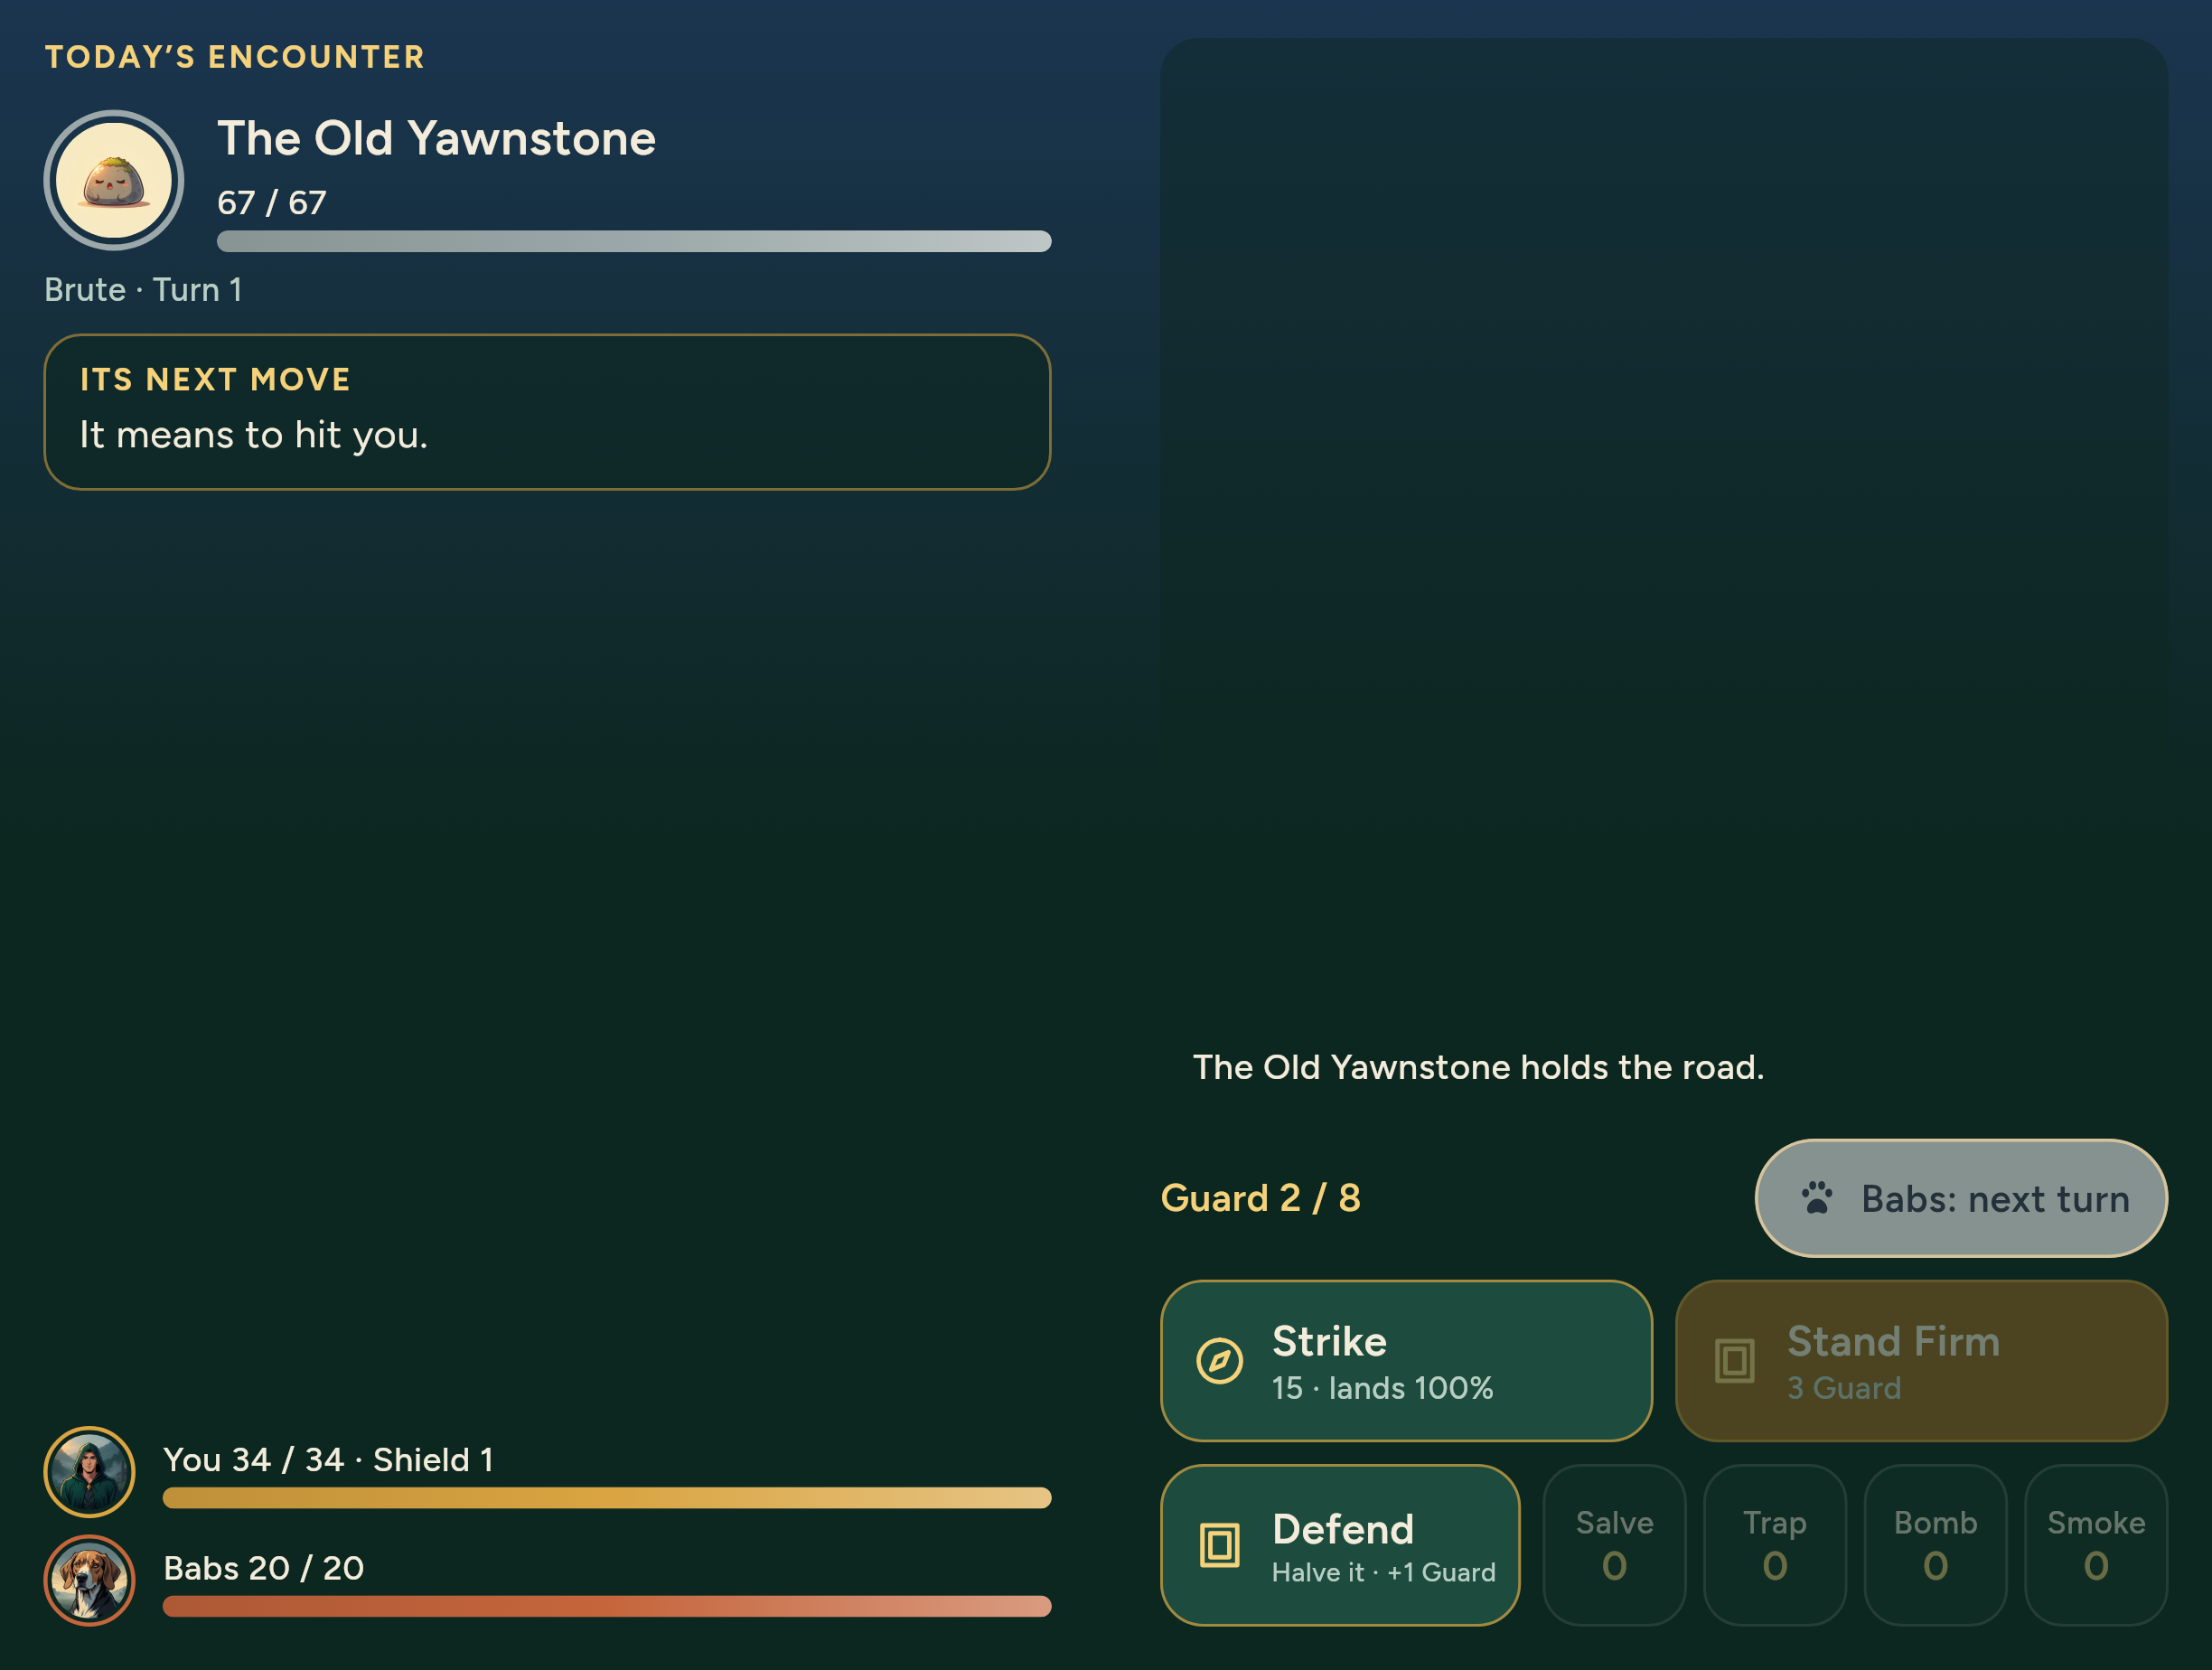 TODAY’S ENCOUNTER
The Old Yawnstone
67 / 67
Brute · Turn 1
ITS NEXT MOVE
It means to hit you.
You 34 / 34 · Shield 1
Babs 20 / 20
The Old Yawnstone holds the road.
Guard 2 / 8
Babs: next turn
Strike
15 · lands 100%
Stand Firm
3 Guard
Defend
Halve it · +1 Guard
Salve
0
Trap
0
Bomb
0
Smoke
0